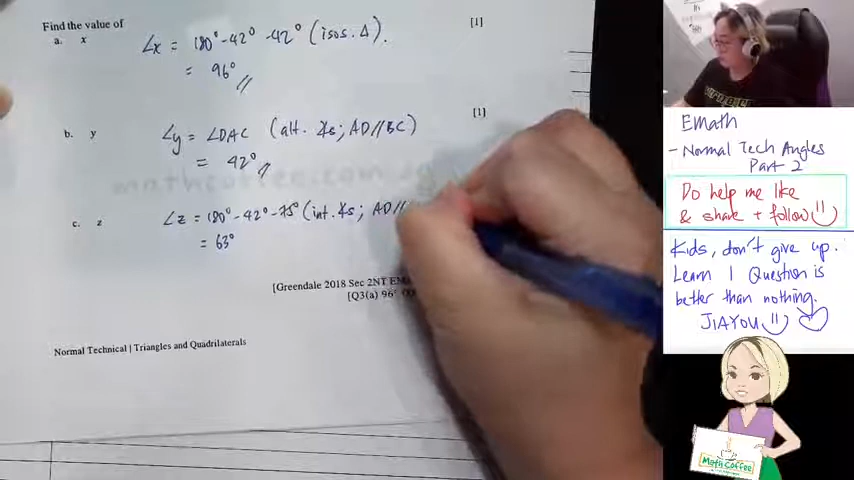 Find the value of
a. x
∠x = 180° - 42° - 42° (isos. Δ).
[1]
= 96°//
b. y
∠y = ∠DAC (alt. ∠s; AD//BC)
[1]
= 42°//
mathcoffee.com.sg
c. z
∠z = 180° - 42° - 75° (int. ∠s; AD//
= 63°
[Greendale 2018 Sec 2NT
[Q3(a) 96°
Normal Technical | Triangles and Quadrilaterals
EMath
- Normal Tech Angles
Part 2
Do help me like
& share + follow
Kids, don't give up.
Learn 1 Question is
better than nothing.
JIAYOU
Math Coffee